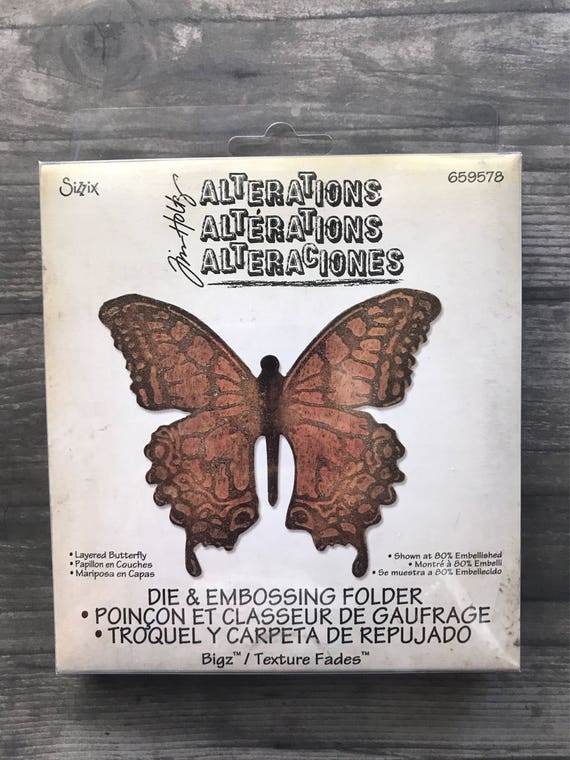 Sizzix
659578
Tim Holtz
ALTERATIONS
ALTÉRATIONS
ALTERACIONES
• Layered Butterfly
• Papillon en Couches
• Mariposa en Capas
• Shown at 80% Embellished
• Montré à 80% Embelli
• Se muestra a 80% Embellecido
DIE & EMBOSSING FOLDER
• POINÇON ET CLASSEUR DE GAUFRAGE
• TROQUEL Y CARPETA DE REPUJADO
Bigz™ / Texture Fades™